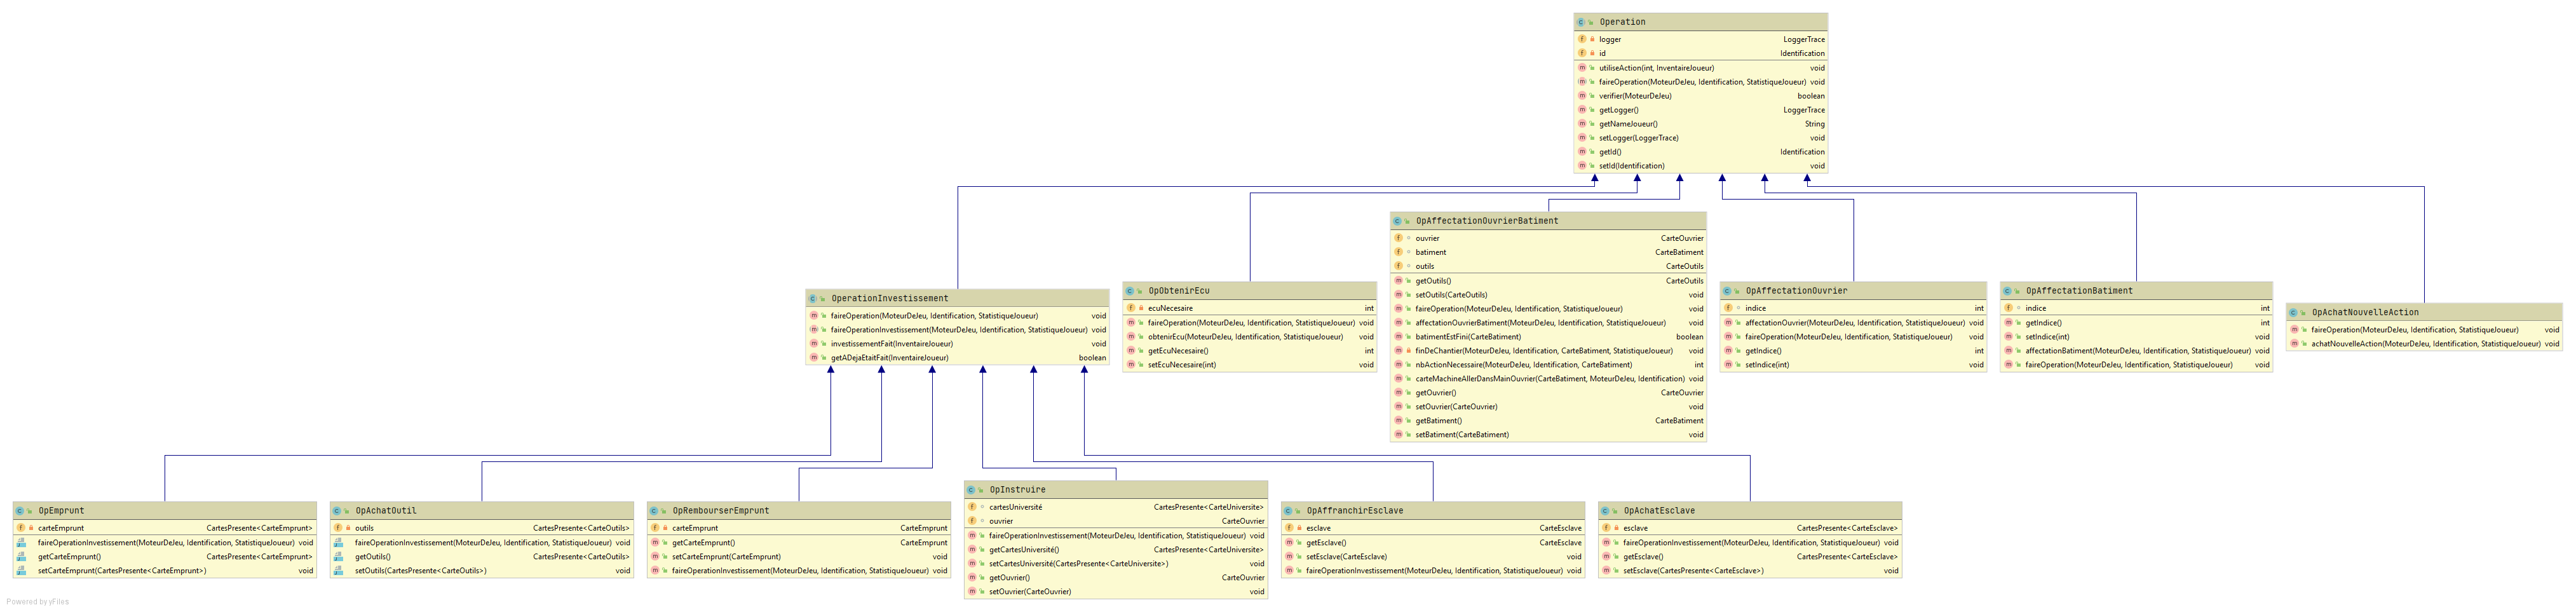 Operation
logger LoggerTrace
id Identification
utiliseAction(int, InventaireJoueur) void
faireOperation(MoteurDeJeu, Identification, StatistiqueJoueur) void
verifier(MoteurDeJeu) boolean
getLogger() LoggerTrace
getNameJoueur() String
setLogger(LoggerTrace) void
getId() Identification
setId(Identification) void
OperationInvestissement
faireOperation(MoteurDeJeu, Identification, StatistiqueJoueur) void
faireOperationInvestissement(MoteurDeJeu, Identification, StatistiqueJoueur) void
investissementFait(InventaireJoueur) void
getADejaEtaitFait(InventaireJoueur) boolean
OpObtenirEcu
ecuNecesaire int
faireOperation(MoteurDeJeu, Identification, StatistiqueJoueur) void
obtenirEcu(MoteurDeJeu, Identification, StatistiqueJoueur) void
getEcuNecesaire() int
setEcuNecesaire(int) void
OpAffectationOuvrierBatiment
ouvrier CarteOuvrier
batiment CarteBatiment
outils CarteOutils
getOutils() CarteOutils
setOutils(CarteOutils) void
faireOperation(MoteurDeJeu, Identification, StatistiqueJoueur) void
affectationOuvrierBatiment(MoteurDeJeu, Identification, StatistiqueJoueur) void
batimentEstFini(CarteBatiment) boolean
finDeChantier(MoteurDeJeu, Identification, CarteBatiment, StatistiqueJoueur) void
nbActionNecessaire(MoteurDeJeu, Identification, CarteBatiment) int
carteMachineAllerDansMainOuvrier(CarteBatiment, MoteurDeJeu, Identification) void
getOuvrier() CarteOuvrier
setOuvrier(CarteOuvrier) void
getBatiment() CarteBatiment
setBatiment(CarteBatiment) void
OpAffectationOuvrier
indice int
affectationOuvrier(MoteurDeJeu, Identification, StatistiqueJoueur) void
faireOperation(MoteurDeJeu, Identification, StatistiqueJoueur) void
getIndice() int
setIndice(int) void
OpAffectationBatiment
indice int
getIndice() int
setIndice(int) void
affectationBatiment(MoteurDeJeu, Identification, StatistiqueJoueur) void
faireOperation(MoteurDeJeu, Identification, StatistiqueJoueur) void
OpAchatNouvelleAction
faireOperation(MoteurDeJeu, Identification, StatistiqueJoueur) void
achatNouvelleAction(MoteurDeJeu, Identification, StatistiqueJoueur) void
OpEmprunt
carteEmprunt CartesPresente<CarteEmprunt>
faireOperationInvestissement(MoteurDeJeu, Identification, StatistiqueJoueur) void
getCarteEmprunt() CartesPresente<CarteEmprunt>
setCarteEmprunt(CartesPresente<CarteEmprunt>) void
OpAchatOutil
outils CartesPresente<CarteOutils>
faireOperationInvestissement(MoteurDeJeu, Identification, StatistiqueJoueur) void
getOutils() CartesPresente<CarteOutils>
setOutils(CartesPresente<CarteOutils>) void
OpRembourserEmprunt
carteEmprunt CarteEmprunt
getCarteEmprunt() CarteEmprunt
setCarteEmprunt(CarteEmprunt) void
faireOperationInvestissement(MoteurDeJeu, Identification, StatistiqueJoueur) void
OpInstruire
cartesUniversité CartesPresente<CarteUniversite>
ouvrier CarteOuvrier
faireOperationInvestissement(MoteurDeJeu, Identification, StatistiqueJoueur) void
getCartesUniversité() CartesPresente<CarteUniversite>
setCartesUniversité(CartesPresente<CarteUniversite>) void
getOuvrier() CarteOuvrier
setOuvrier(CarteOuvrier) void
OpAffranchirEsclave
esclave CarteEsclave
getEsclave() CarteEsclave
setEsclave(CarteEsclave) void
faireOperationInvestissement(MoteurDeJeu, Identification, StatistiqueJoueur) void
OpAchatEsclave
esclave CartesPresente<CarteEsclave>
faireOperationInvestissement(MoteurDeJeu, Identification, StatistiqueJoueur) void
getEsclave() CartesPresente<CarteEsclave>
setEsclave(CartesPresente<CarteEsclave>) void
Powered by yFiles